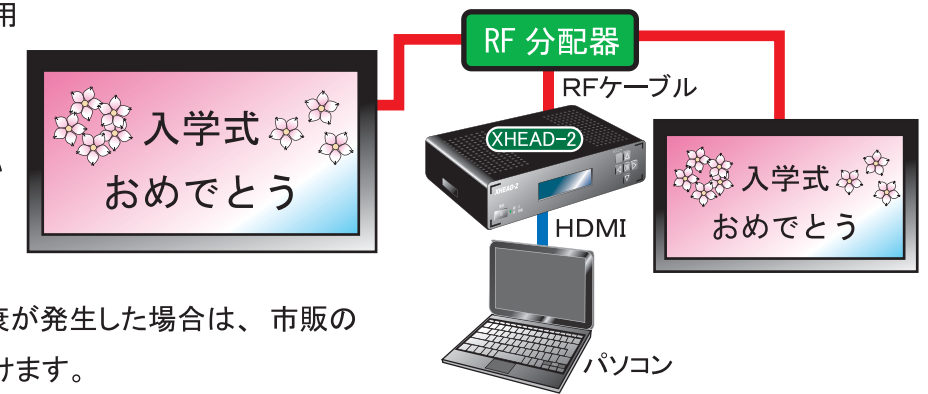 用
RF 分配器
RFケーブル
入学式
おめでとう
XHEAD-2
XHEAD-2
入学式
おめでとう
HDMI
が発生した場合は、市販の
けます。
パソコン